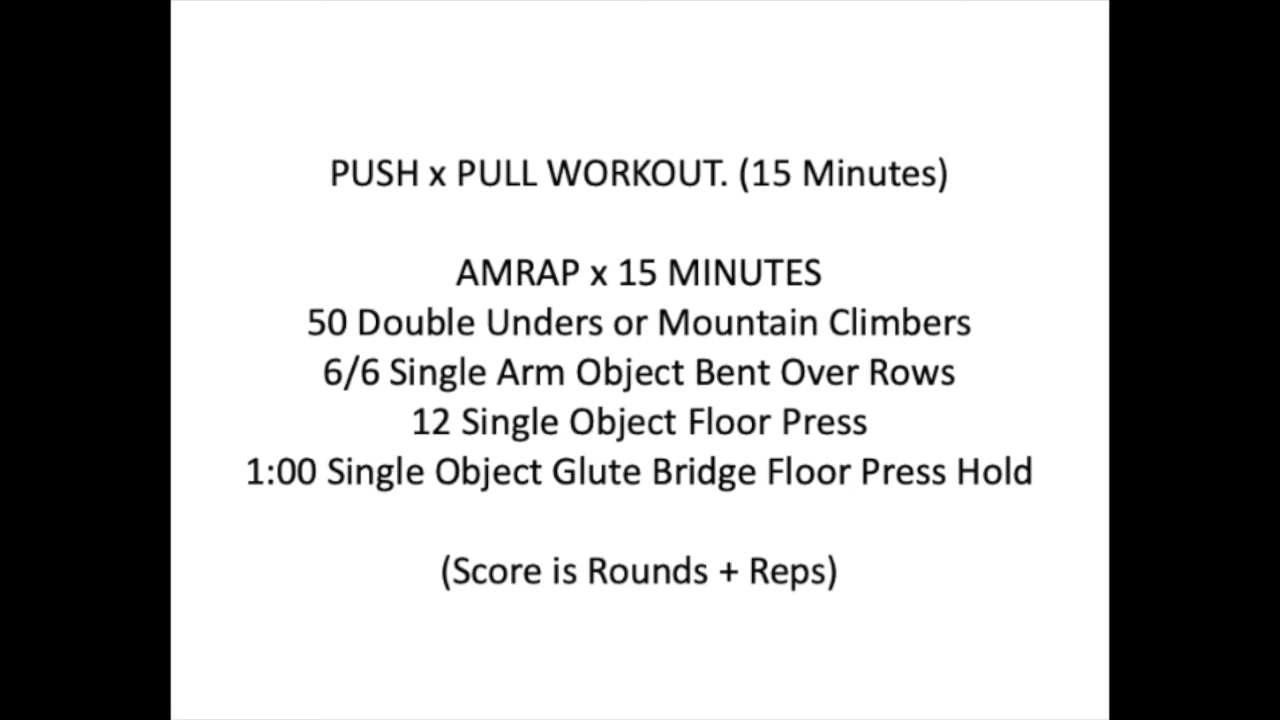 PUSH x PULL WORKOUT. (15 Minutes)
AMRAP x 15 MINUTES
50 Double Unders or Mountain Climbers
6/6 Single Arm Object Bent Over Rows
12 Single Object Floor Press
1:00 Single Object Glute Bridge Floor Press Hold
(Score is Rounds + Reps)